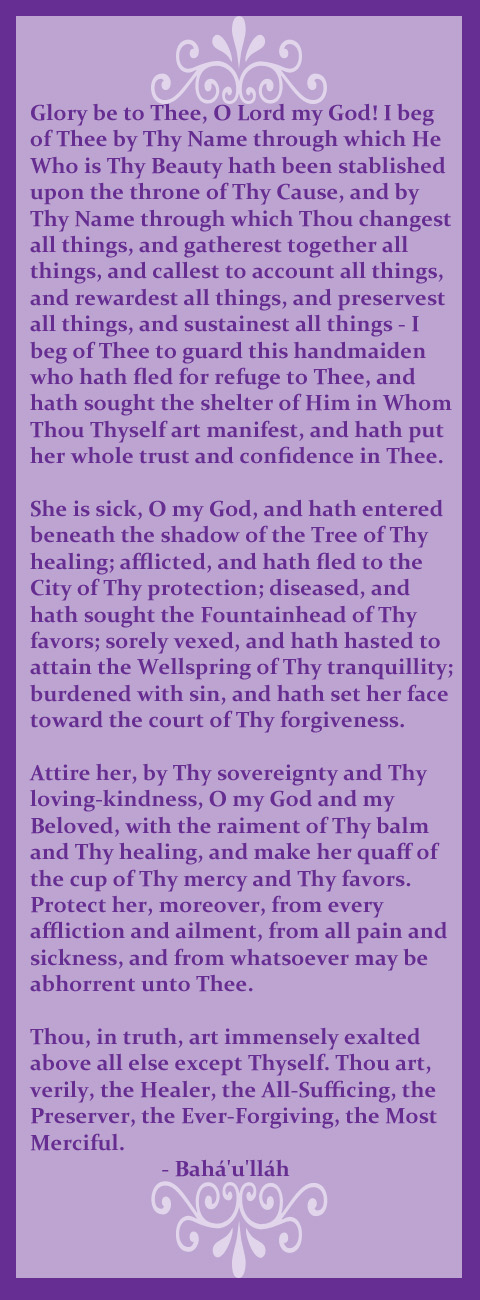 Glory be to Thee, O Lord my God! I beg
of Thee by Thy Name through which He
Who is Thy Beauty hath been stablished
upon the throne of Thy Cause, and by
Thy Name through which Thou changest
all things, and gatherest together all
things, and callest to account all things,
and rewardest all things, and preservest
all things, and sustainest all things - I
beg of Thee to guard this handmaiden
who hath fled for refuge to Thee, and
hath sought the shelter of Him in Whom
Thou Thyself art manifest, and hath put
her whole trust and confidence in Thee.

She is sick, O my God, and hath entered
beneath the shadow of the Tree of Thy
healing; afflicted, and hath fled to the
City of Thy protection; diseased, and
hath sought the Fountainhead of Thy
favors; sorely vexed, and hath hasted to
attain the Wellspring of Thy tranquillity;
burdened with sin, and hath set her face
toward the court of Thy forgiveness.

Attire her, by Thy sovereignty and Thy
loving-kindness, O my God and my
Beloved, with the raiment of Thy balm
and Thy healing, and make her quaff of
the cup of Thy mercy and Thy favors.
Protect her, moreover, from every
affliction and ailment, from all pain and
sickness, and from whatsoever may be
abhorrent unto Thee.

Thou, in truth, art immensely exalted
above all else except Thyself. Thou art,
verily, the Healer, the All-Sufficing, the
Preserver, the Ever-Forgiving, the Most
Merciful.
- Bahá'u'lláh